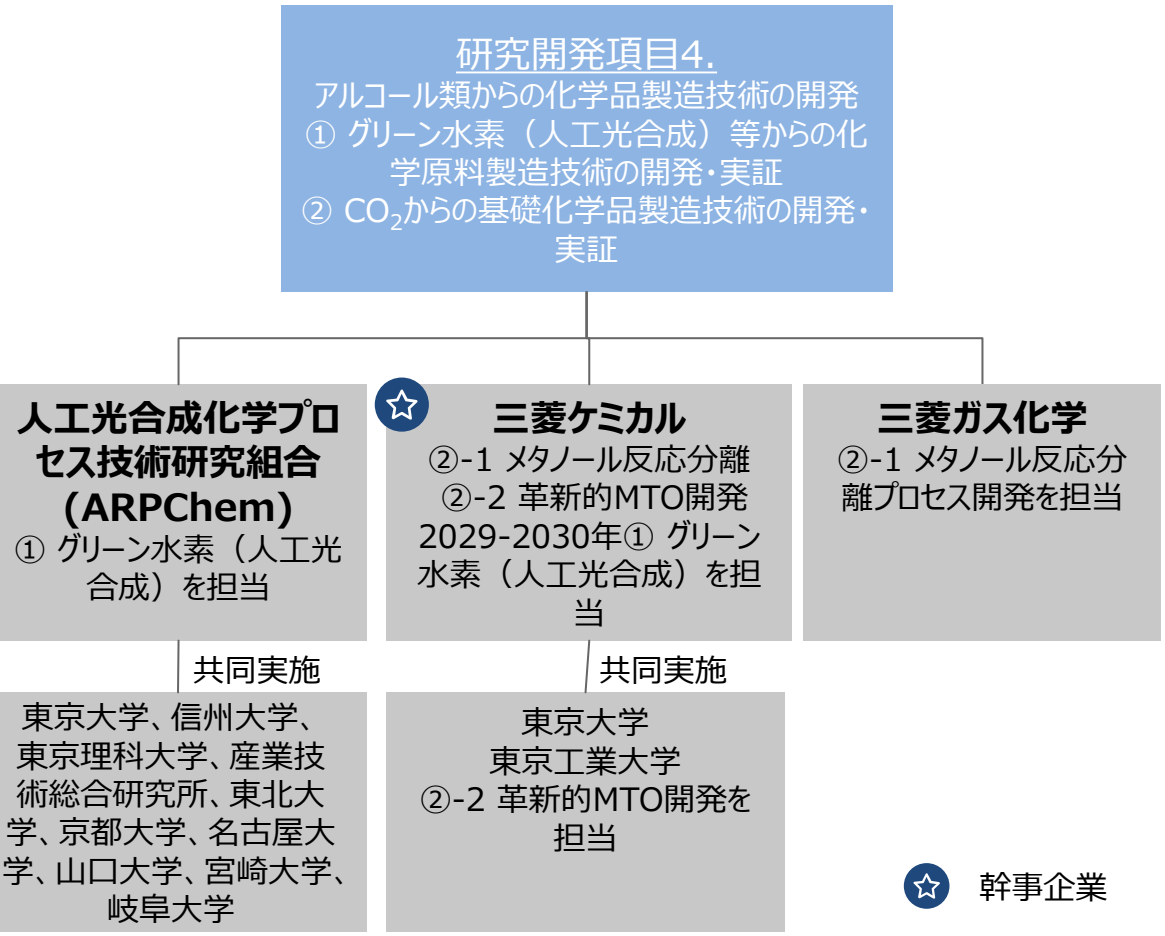 研究開発項目4.
アルコール類からの化学品製造技術の開発
① グリーン水素（人工光合成）等からの化
学原料製造技術の開発・実証
② CO₂からの基礎化学品製造技術の開発・
実証
人工光合成化学プロ
セス技術研究組合
(ARPChem)
① グリーン水素（人工光
合成）を担当
三菱ケミカル
②-1 メタノール反応分離
②-2 革新的MTO開発
2029-2030年① グリーン
水素（人工光合成）を担
当
三菱ガス化学
②-1 メタノール反応分
離プロセス開発を担当
共同実施
共同実施
東京大学、信州大学、
東京理科大学、産業技
術総合研究所、東北大
学、京都大学、名古屋大
学、山口大学、宮崎大学、
岐阜大学
東京大学
東京工業大学
②-2 革新的MTO開発を
担当
幹事企業